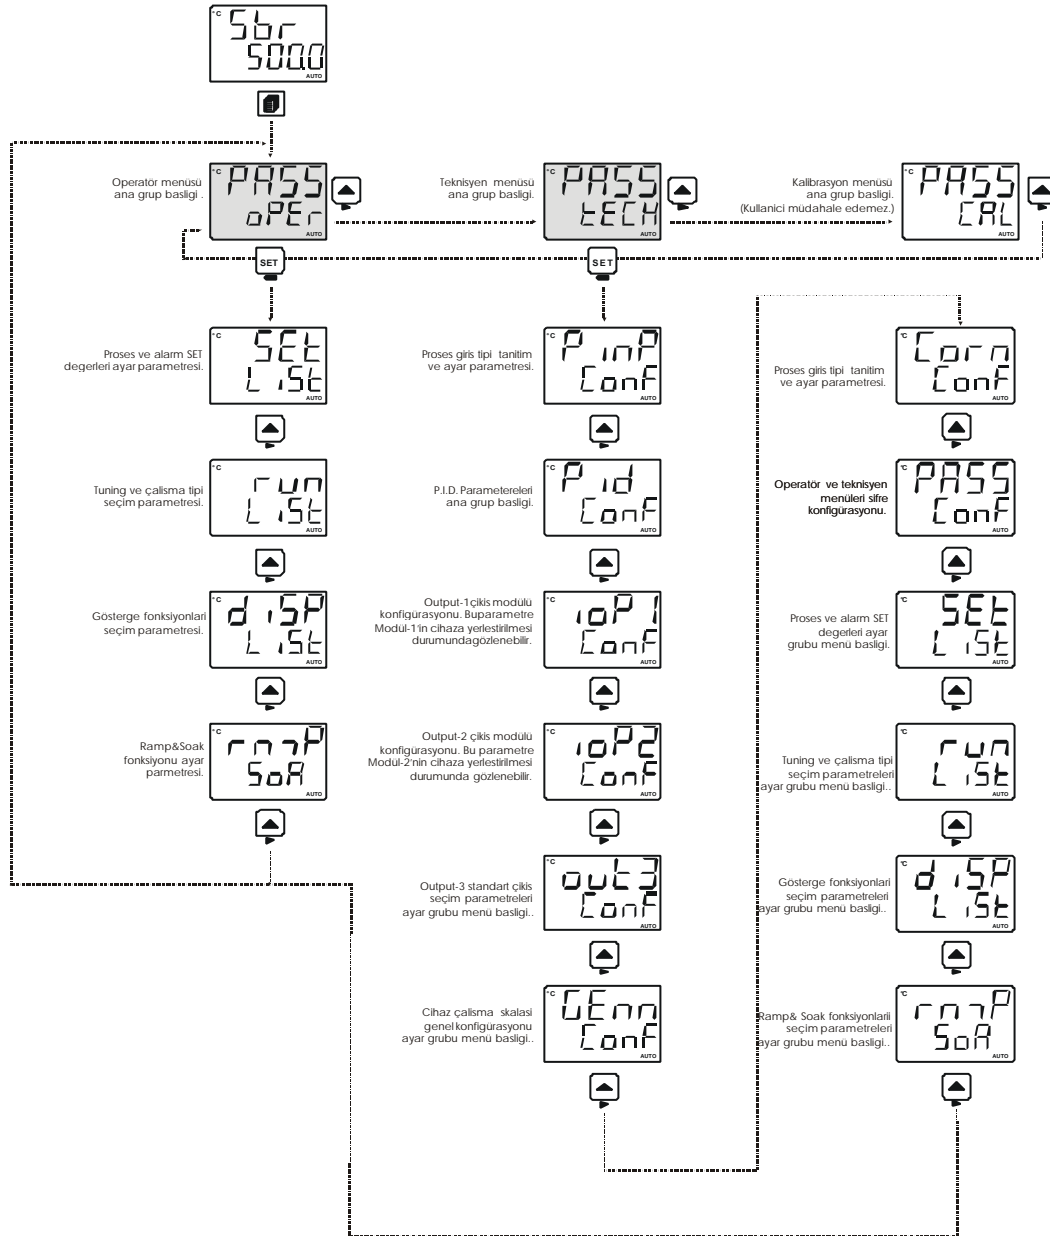 °C
Sbr
500.0
AUTO
Operatör menüsü
ana grup basligi .
°C
PASS
oPEr
AUTO
Teknisyen menüsü
ana grup basligi.
°C
PASS
tECH
AUTO
Kalibrasyon menüsü
ana grup basligi.
(Kullanici müdahale edemez.)
°C
PASS
CAL
AUTO
SET
SET
Proses ve alarm SET
degerleri ayar parametresi.
°C
SEt
LiSt
AUTO
Tuning ve çalisma tipi
seçim parametresi.
°C
run
LiSt
AUTO
Gösterge fonksiyonlari
seçim parametresi.
°C
diSP
LiSt
AUTO
Ramp&Soak
fonksiyonu ayar
parmetresi.
°C
SoA
AUTO
Proses giris tipi tanitim
ve ayar parametresi.
°C
PinP
ConF
AUTO
P.I.D. Parametereleri
ana grup basligi.
°C
Pid
ConF
AUTO
Output-1çikis modülü
konfigürasyonu. Buparametre
Modül-1'in cihaza yerlestirilmesi
durumundagözlenebilir.
°C
ioP1
ConF
AUTO
Output-2 çikis modülü
konfigürasyonu. Bu parametre
Modül-2'nin cihaza yerlestirilmesi
durumunda gözlenebilir.
°C
ioP2
ConF
AUTO
Output-3 standart çikis
seçim parametreleri
ayar grubu menü basligi..
°C
out3
ConF
AUTO
Cihaz çalisma skalasi
genel konfigürasyonu
ayar grubu menü basligi..
°C
GEnn
ConF
AUTO
Proses giris tipi tanitim
ve ayar parametresi.
°C
ConF
AUTO
Operatör ve teknisyen
menüleri sifre
konfigürasyonu.
°C
PASS
ConF
AUTO
Proses ve alarm SET
degerleri ayar
grubu menü basligi.
°C
SEt
LiSt
AUTO
Tuning ve çalisma tipi
seçim parametreleri
ayar grubu menü basligi..
°C
run
LiSt
AUTO
Gösterge fonksiyonlari
seçim parametreleri
ayar grubu menü basligi..
°C
diSP
LiSt
AUTO
Ramp& Soak fonksiyonlarii
seçim parametreleri
ayar grubu menü basligi..
°C
SoA
AUTO